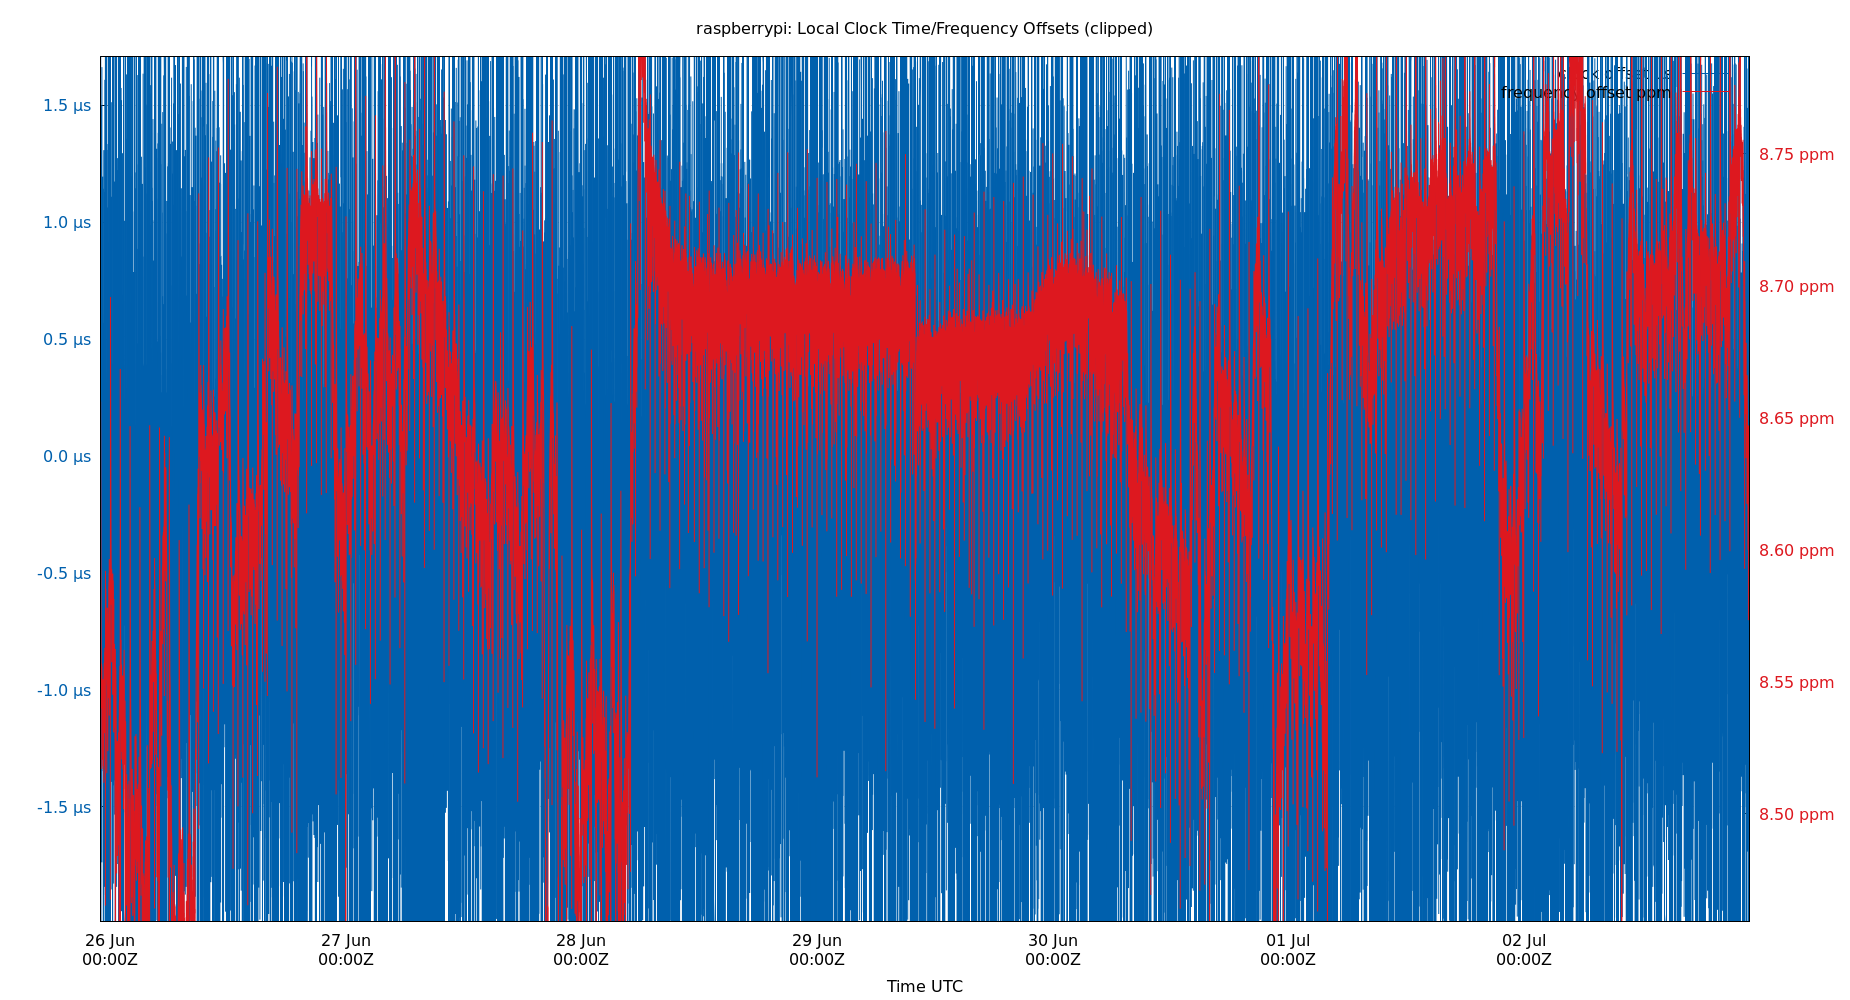 raspberrypi: Local Clock Time/Frequency Offsets (clipped)
clock offset
frequency offset ppm
1.5 μs
1.0 μs
0.5 μs
0.0 μs
-0.5 μs
-1.0 μs
-1.5 μs
8.75 ppm
8.70 ppm
8.65 ppm
8.60 ppm
8.55 ppm
8.50 ppm
26 Jun 27 Jun 28 Jun 29 Jun 30 Jun 01 Jul 02 Jul
00:00Z 00:00Z 00:00Z 00:00Z 00:00Z 00:00Z 00:00Z
Time UTC